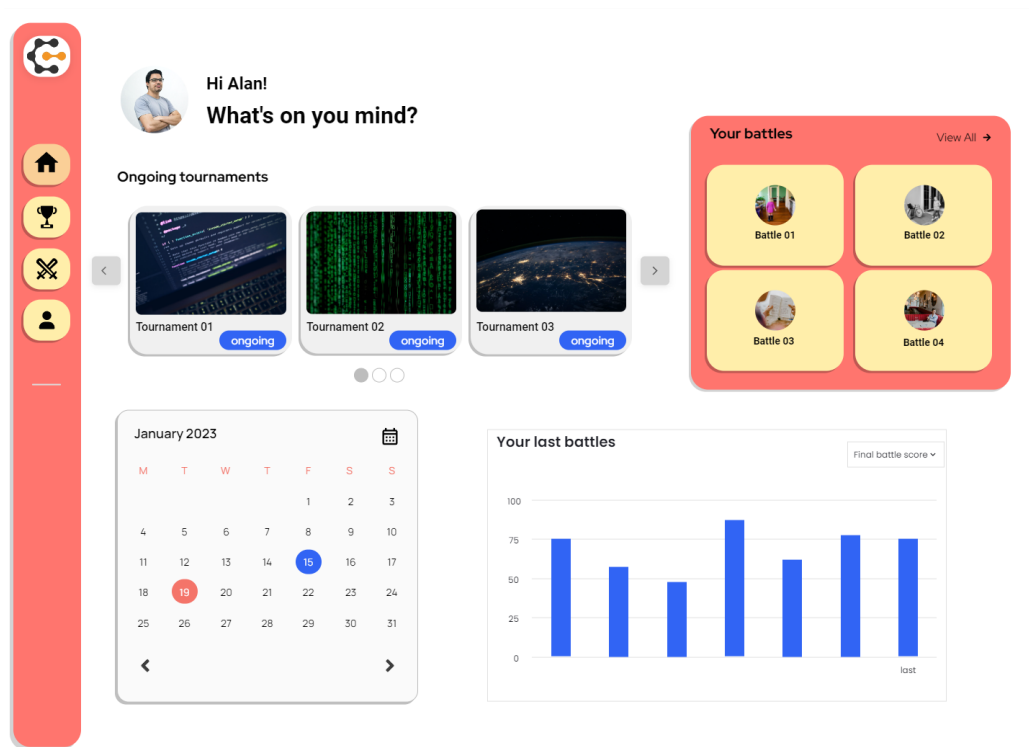 Hi Alan!
What's on you mind?
Ongoing tournaments
Tournament 01
ongoing
Tournament 02
ongoing
Tournament 03
ongoing
Your battles
View All
Battle 01
Battle 02
Battle 03
Battle 04
January 2023
M T W T F S S
1 2 3
4 5 6 7 8 9 10
11 12 13 14 15 16 17
18 19 20 21 22 23 24
25 26 27 28 29 30 31
Your last battles
Final battle score
100
75
50
25
0
last